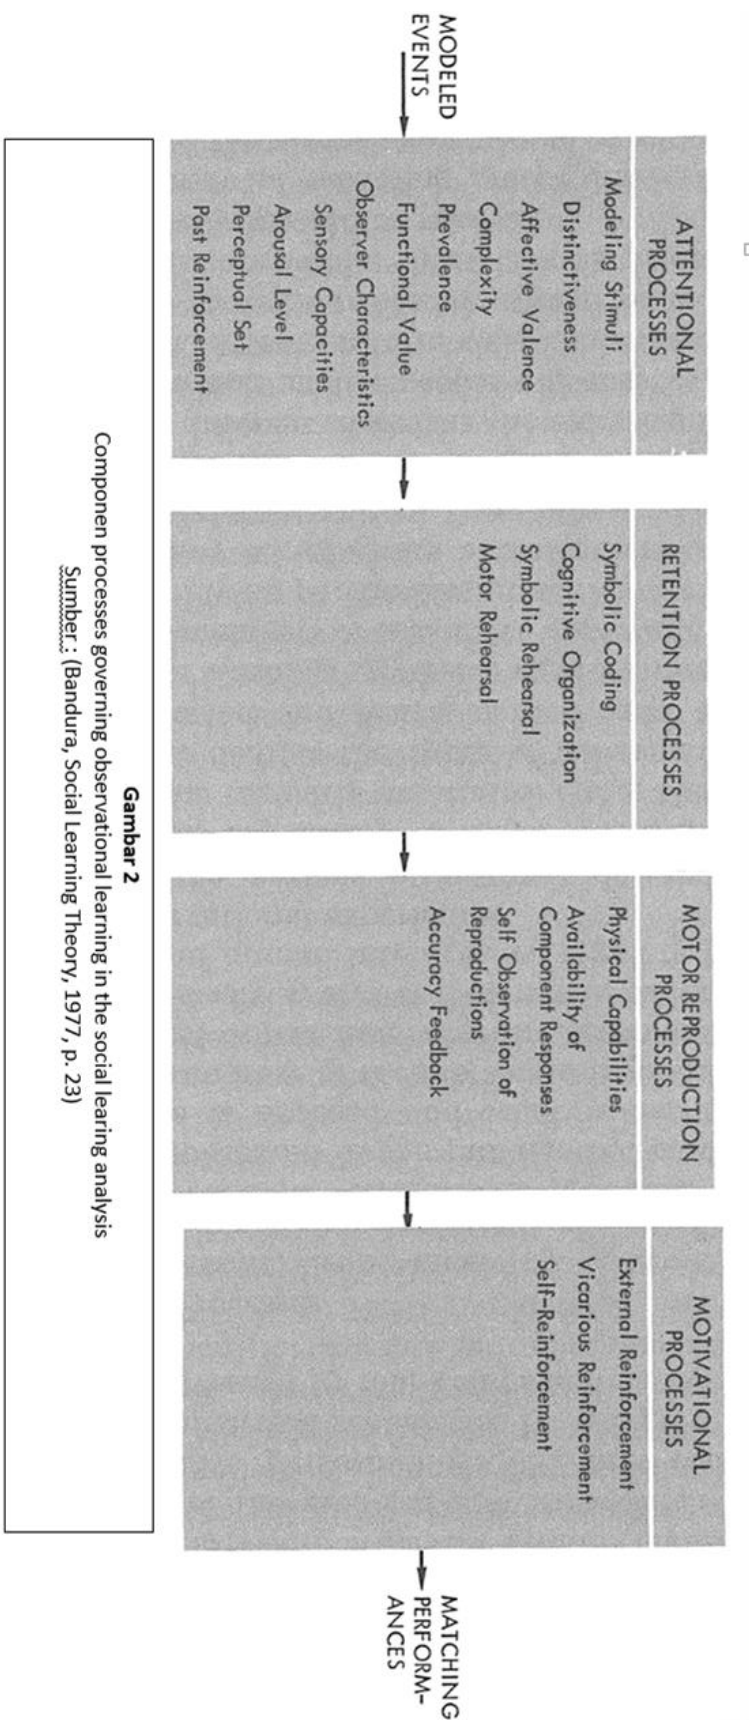 MODELED
EVENTS
ATTENTIONAL
PROCESSES
Modeling Stimuli
Distinctiveness
Affective Valence
Complexity
Prevalence
Functional Value
Observer Characteristics
Sensory Capacities
Arousal Level
Perceptual Set
Past Reinforcement
RETENTION PROCESSES
Symbolic Coding
Cognitive Organization
Symbolic Rehearsal
Motor Rehearsal
MOTOR REPRODUCTION
PROCESSES
Physical Capabilities
Availability of
Component Responses
Self Observation of
Reproductions
Accuracy Feedback
MOTIVATIONAL
PROCESSES
External Reinforcement
Vicarious Reinforcement
Self-Reinforcement
MATCHING
PERFORM-
ANCES
Gambar 2
Componen processes governing observational learning in the social learing analysis
Sumber : (Bandura, Social Learning Theory, 1977, p. 23)